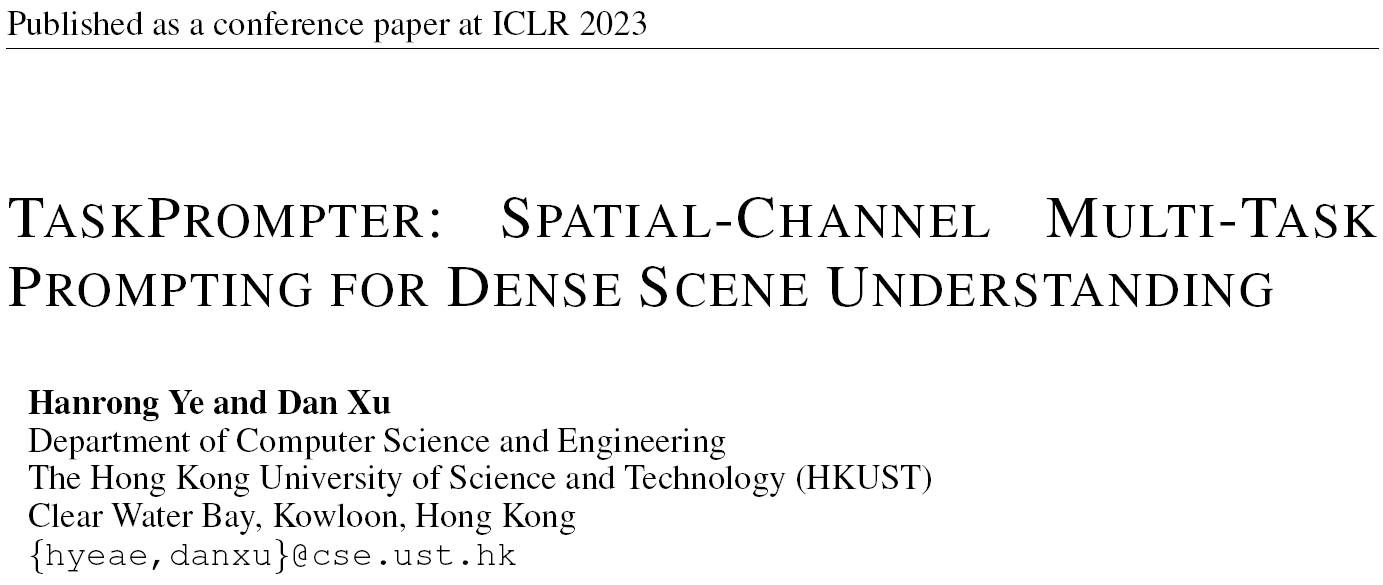 Published as a conference paper at ICLR 2023
TASKPROMPTER: SPATIAL-CHANNEL MULTI-TASK
PROMPTING FOR DENSE SCENE UNDERSTANDING
Hanrong Ye and Dan Xu
Department of Computer Science and Engineering
The Hong Kong University of Science and Technology (HKUST)
Clear Water Bay, Kowloon, Hong Kong
{hyeae,danxu}@cse.ust.hk